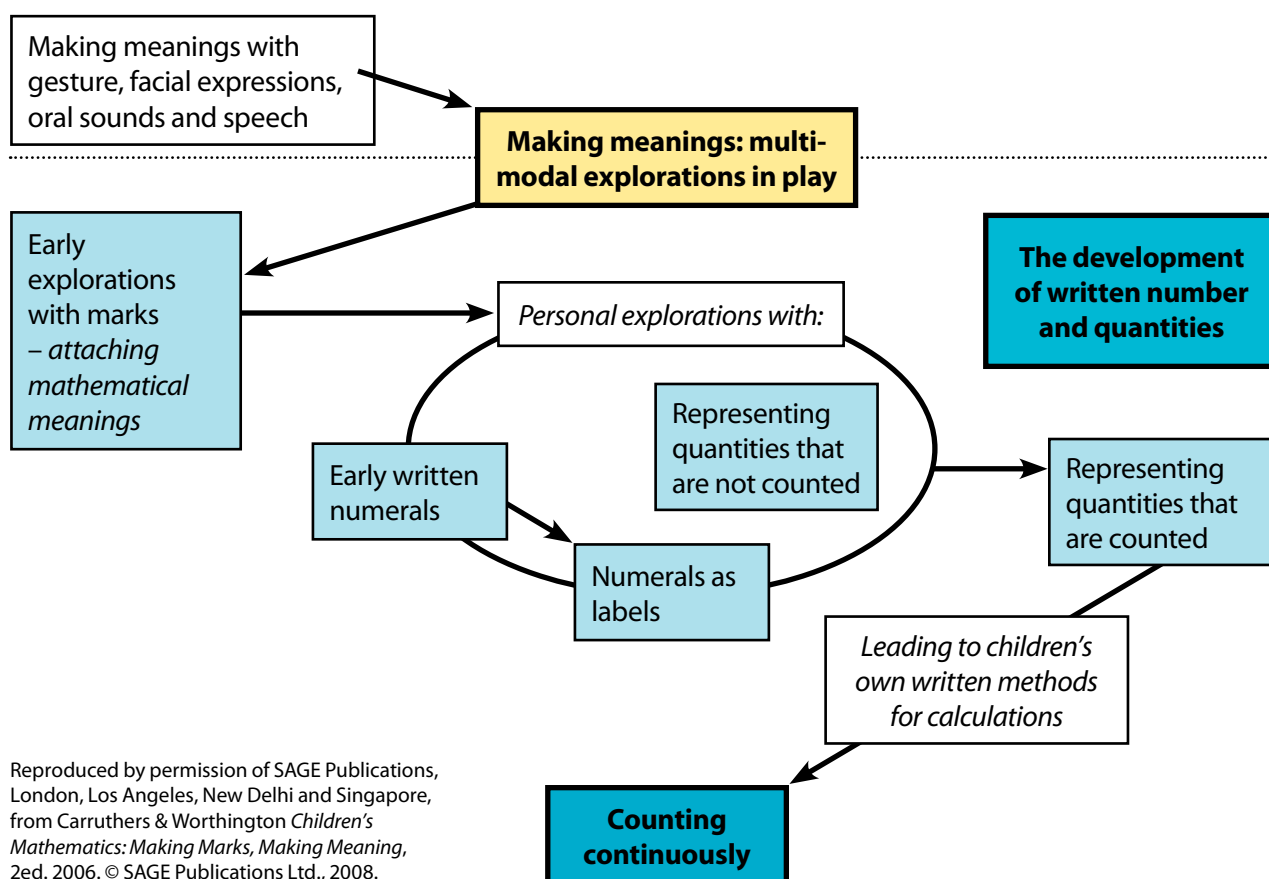 Making meanings with
gesture, facial expressions,
oral sounds and speech
Making meanings: multi-
modal explorations in play
Early
explorations
with marks
– attaching
mathematical
meanings
Personal explorations with:
The development
of written number
and quantities
Representing
quantities that
are not counted
Early written
numerals
Representing
quantities that
are counted
Numerals as
labels
Leading to children's
own written methods
for calculations
Reproduced by permission of SAGE Publications,
London, Los Angeles, New Delhi and Singapore,
from Carruthers & Worthington Children's
Mathematics: Making Marks, Making Meaning,
2ed. 2006. © SAGE Publications Ltd., 2008.
Counting
continuously